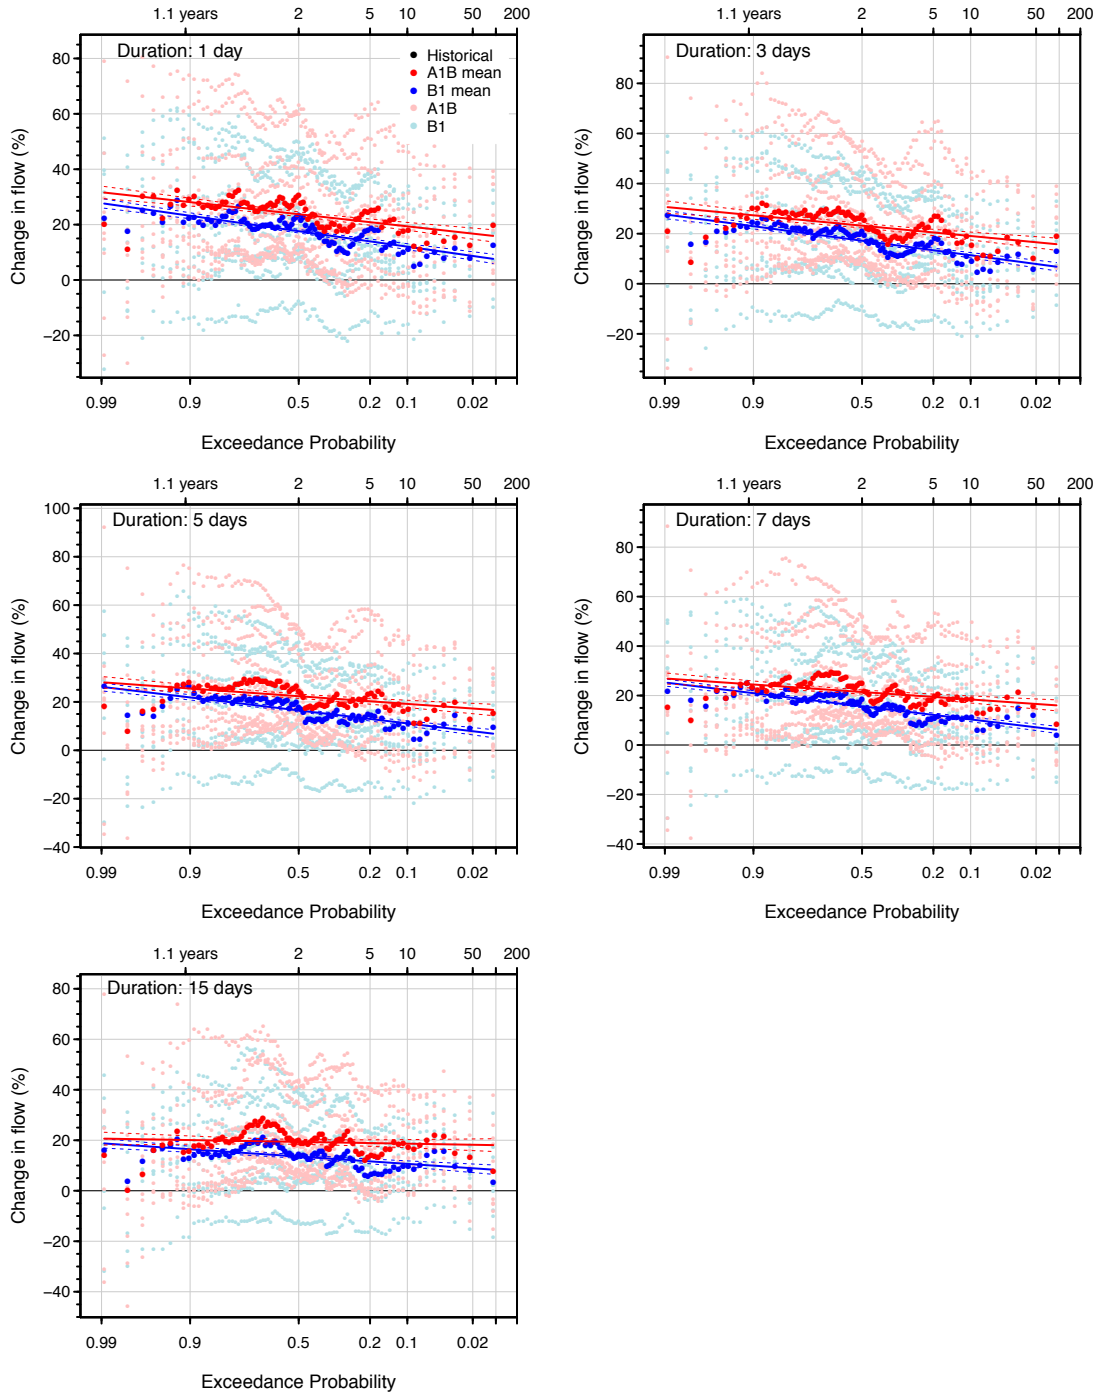 1.1 years 2 5 10 50 200
Duration: 1 day
Historical
A1B mean
B1 mean
A1B
B1
Change in flow (%)
80
60
40
20
0
−20
0.99 0.9 0.5 0.2 0.1 0.02
Exceedance Probability
1.1 years 2 5 10 50 200
Duration: 3 days
Change in flow (%)
80
60
40
20
0
−20
0.99 0.9 0.5 0.2 0.1 0.02
Exceedance Probability
1.1 years 2 5 10 50 200
Duration: 5 days
Change in flow (%)
100
80
60
40
20
0
−20
−40
0.99 0.9 0.5 0.2 0.1 0.02
Exceedance Probability
1.1 years 2 5 10 50 200
Duration: 7 days
Change in flow (%)
80
60
40
20
0
−20
−40
0.99 0.9 0.5 0.2 0.1 0.02
Exceedance Probability
1.1 years 2 5 10 50 200
Duration: 15 days
Change in flow (%)
80
60
40
20
0
−20
−40
0.99 0.9 0.5 0.2 0.1 0.02
Exceedance Probability